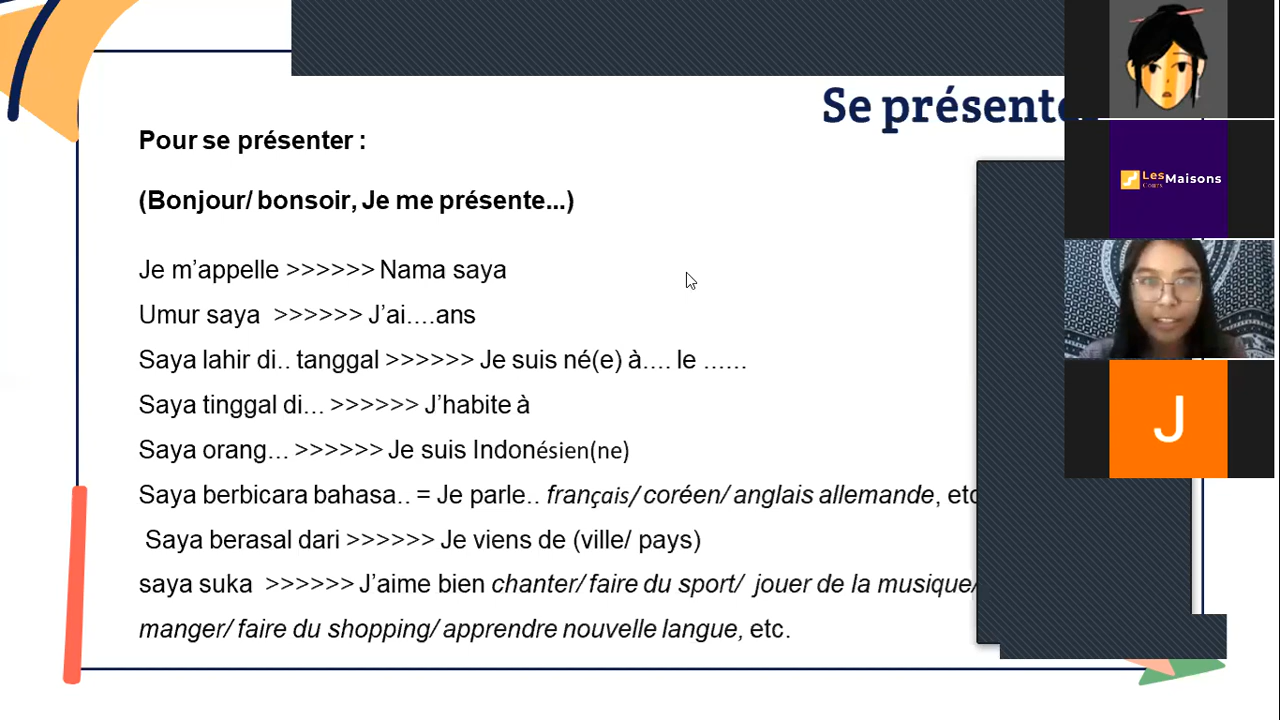 Se présente
Pour se présenter :
(Bonjour/ bonsoir, Je me présente...)
Je m’appelle >>>>>> Nama saya
Umur saya >>>>>> J’ai....ans
Saya lahir di.. tanggal >>>>>> Je suis né(e) à.... le ......
Saya tinggal di... >>>>>> J’habite à
Saya orang... >>>>>> Je suis Indonésien(ne)
Saya berbicara bahasa.. = Je parle.. français/ coréen/ anglais allemande, etc
Saya berasal dari >>>>>> Je viens de (ville/ pays)
saya suka >>>>>> J’aime bien chanter/ faire du sport/ jouer de la musique/
manger/ faire du shopping/ apprendre nouvelle langue, etc.
Les Maisons
Cours
J